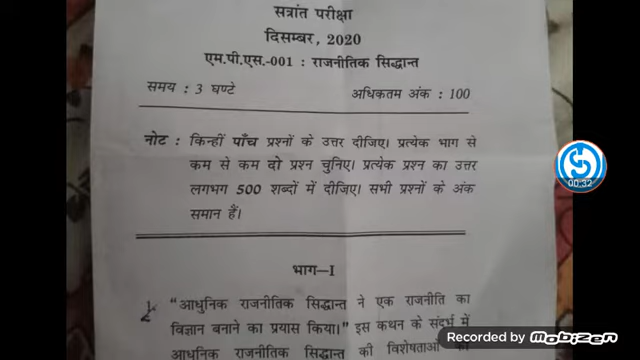 सत्रांत परीक्षा
दिसम्बर, 2020
एम.पी.एस.-001 : राजनीतिक सिद्धान्त
समय : 3 घण्टे
अधिकतम अंक : 100
नोट : किन्हीं पाँच प्रश्नों के उत्तर दीजिए। प्रत्येक भाग से
कम से कम दो प्रश्न चुनिए। प्रत्येक प्रश्न का उत्तर
लगभग 500 शब्दों में दीजिए। सभी प्रश्नों के अंक
समान हैं।
भाग—I
“आधुनिक राजनीतिक सिद्धान्त ने एक राजनीति का
विज्ञान बनाने का प्रयास किया।” इस कथन के संदर्भ में
आधुनिक राजनीतिक सिद्धान्त की विशेषताओं
00:32
Recorded by Mobizen